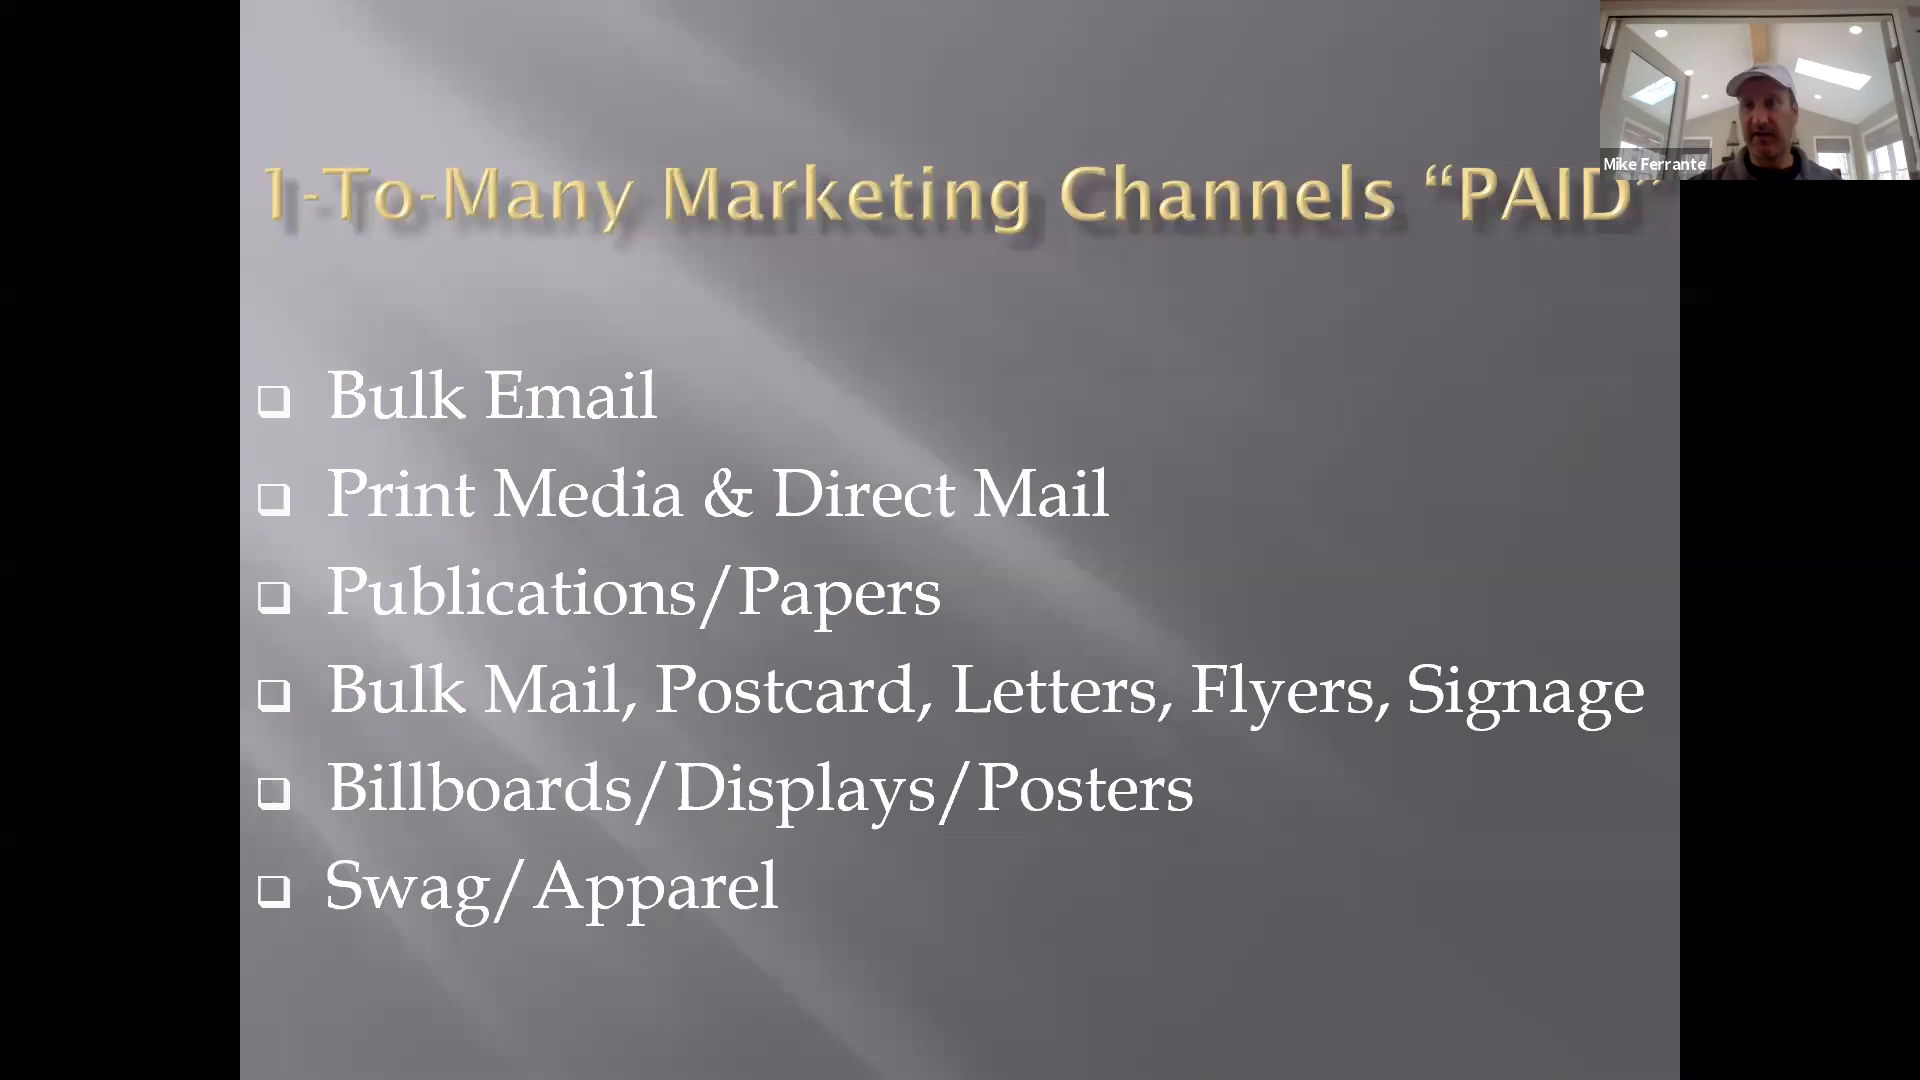 1-To-Many Marketing Channels “PAID”
Mike Ferrante
❑ Bulk Email
❑ Print Media & Direct Mail
❑ Publications/Papers
❑ Bulk Mail, Postcard, Letters, Flyers, Signage
❑ Billboards/Displays/Posters
❑ Swag/Apparel